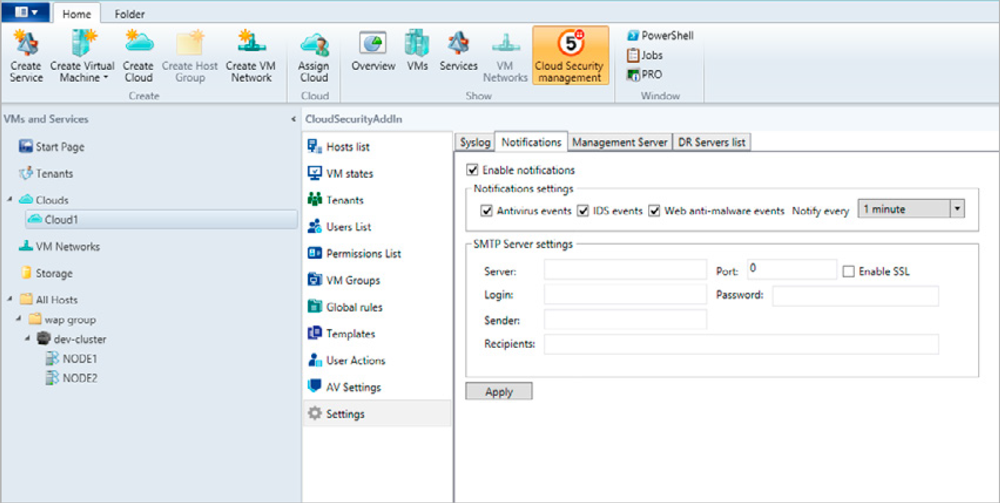 Home
Folder
Create Service
Create Virtual Machine
Create Cloud
Create Host Group
Create VM Network
Assign Cloud
Overview
VMs
Services
VM Networks
5
Cloud Security management
PowerShell
Jobs
PRO
Create
Cloud
Show
Window
VMs and Services
Start Page
Tenants
Clouds
Cloud1
VM Networks
Storage
All Hosts
wap group
dev-cluster
NODE1
NODE2
CloudSecurityAddIn
Hosts list
VM states
Tenants
Users List
Permissions List
VM Groups
Global rules
Templates
User Actions
AV Settings
Settings
Syslog
Notifications
Management Server
DR Servers list
Enable notifications
Notifications settings
Antivirus events
IDS events
Web anti-malware events
Notify every
1 minute
SMTP Server settings
Server:
Port:
0
Enable SSL
Login:
Password:
Sender:
Recipients:
Apply